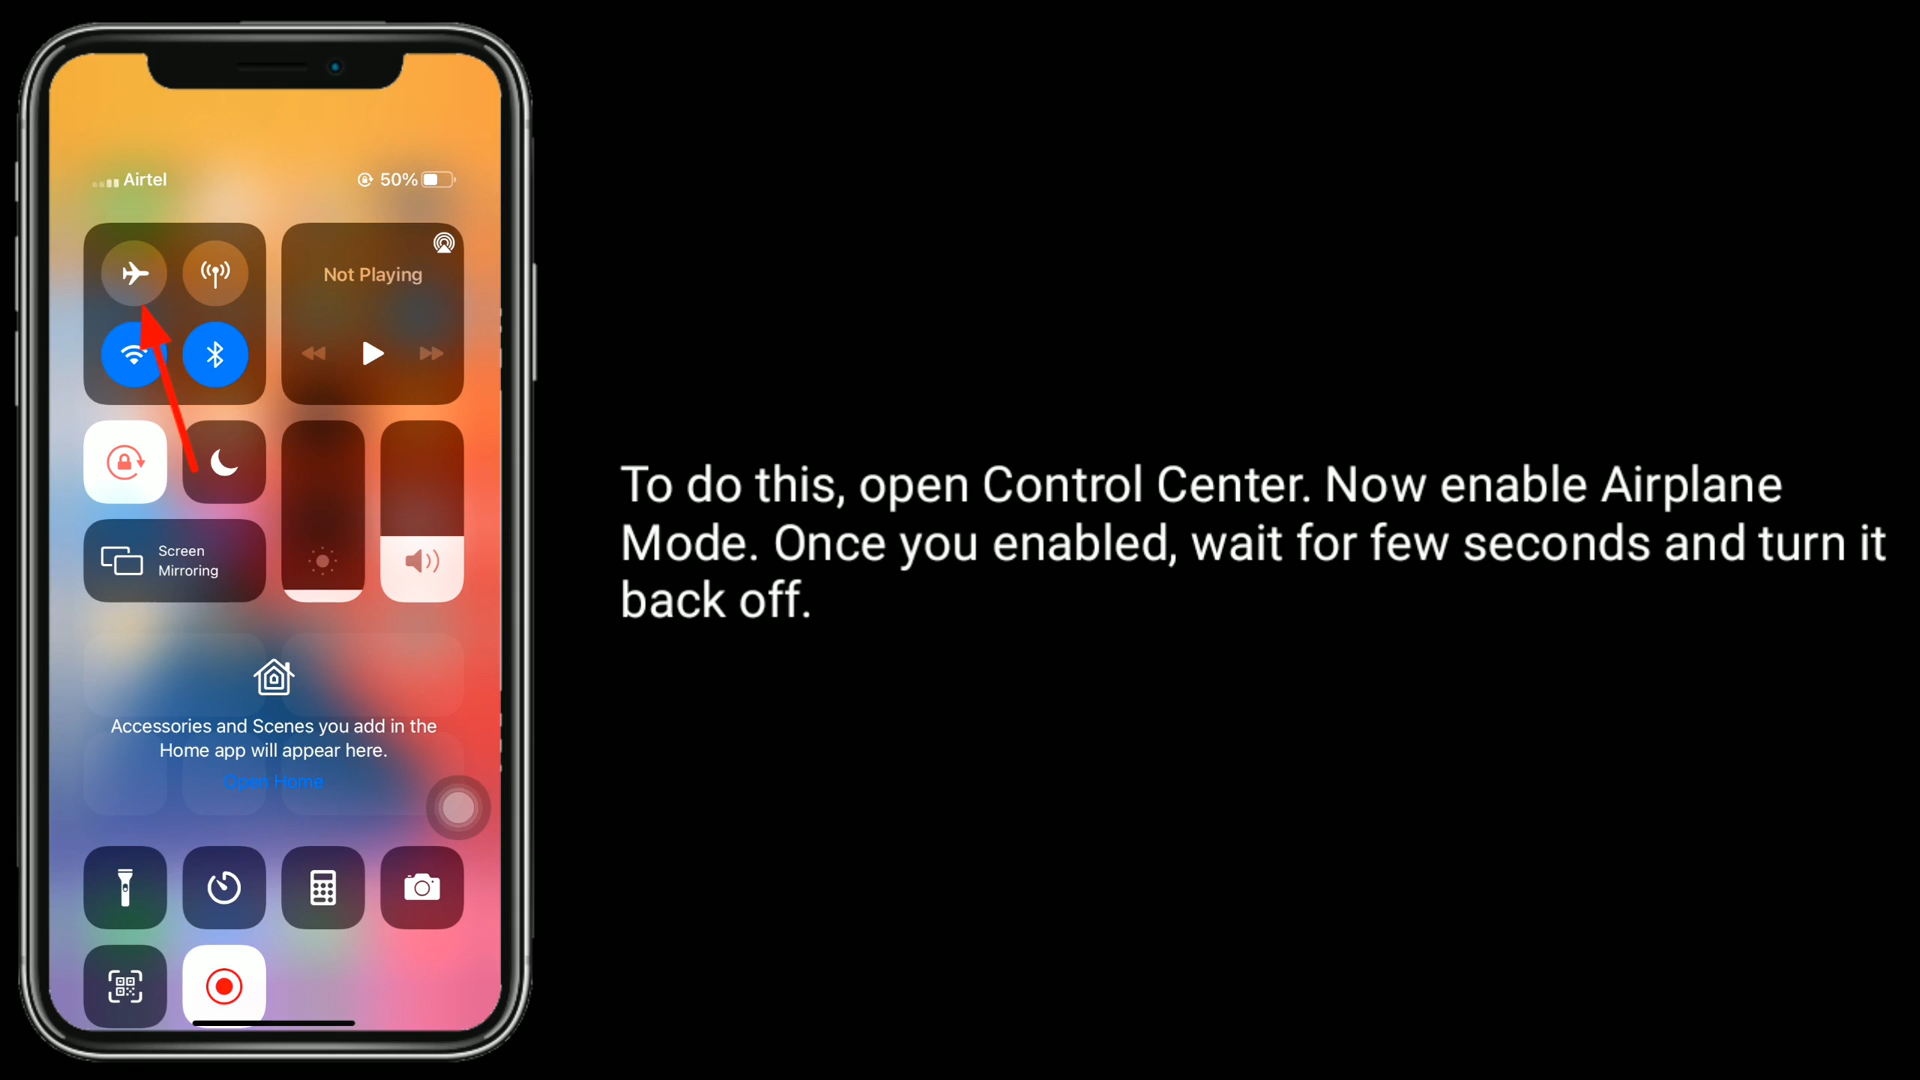 Airtel
50%
Not Playing
Screen
Mirroring
Accessories and Scenes you add in the
Home app will appear here.
Open Home
To do this, open Control Center. Now enable Airplane
Mode. Once you enabled, wait for few seconds and turn it
back off.